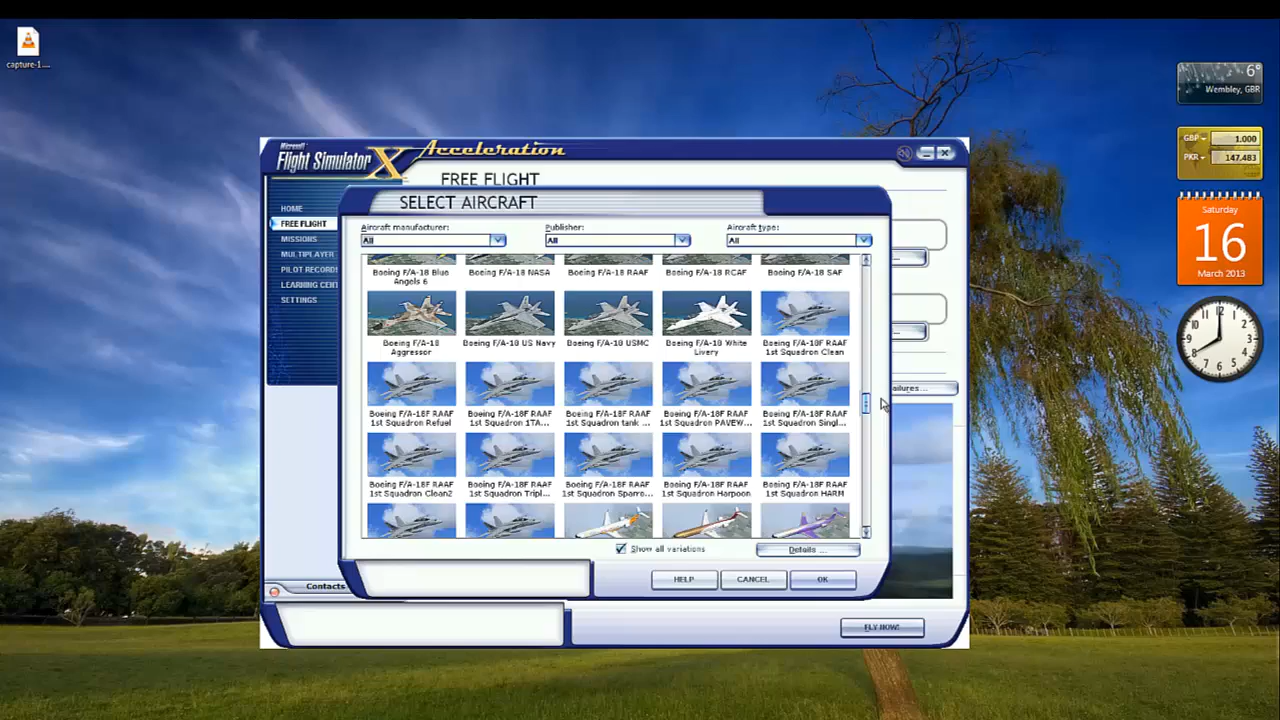 capture-1....
6°
Wembley, GBR
GBP
1.000
PKR
147.483
Saturday
16
March 2013
Microsoft
Flight Simulator X Acceleration
FREE FLIGHT
SELECT AIRCRAFT
HOME
FREE FLIGHT
MISSIONS
MULTIPLAYER
PILOT RECORDS
LEARNING CENT
SETTINGS
Aircraft manufacturer:
Publisher:
Aircraft type:
All
All
All
Boeing F/A-18 Blue
Angels 6
Boeing F/A-18 NASA
Boeing F/A-18 RAAF
Boeing F/A-18 RCAF
Boeing F/A-18 SAF
Boeing F/A-18
Aggressor
Boeing F/A-18 US Navy
Boeing F/A-18 USMC
Boeing F/A-18 White
Livery
Boeing F/A-18F RAAF
1st Squadron Clean
Boeing F/A-18F RAAF
1st Squadron Refuel
Boeing F/A-18F RAAF
1st Squadron 1TA...
Boeing F/A-18F RAAF
1st Squadron tank ...
Boeing F/A-18F RAAF
1st Squadron PAVEW...
Boeing F/A-18F RAAF
1st Squadron Singl...
Boeing F/A-18F RAAF
1st Squadron Clean2
Boeing F/A-18F RAAF
1st Squadron Tripl...
Boeing F/A-18F RAAF
1st Squadron Sparro...
Boeing F/A-18F RAAF
1st Squadron Harpoon
Boeing F/A-18F RAAF
1st Squadron HARM
ailures...
Show all variations
Details ...
HELP
CANCEL
OK
Contacts
FLY NOW!